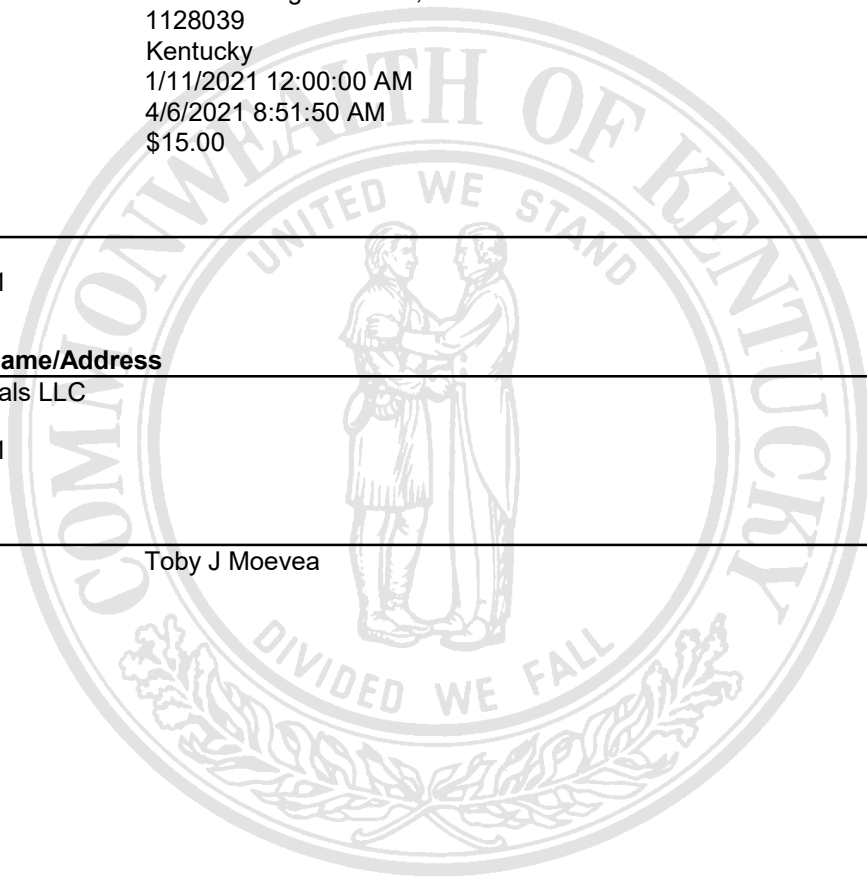 1128039
Kentucky
1/11/2021 12:00:00 AM
4/6/2021 8:51:50 AM
$15.00
COMMONWEALTH OF KENTUCKY
UNITED WE STAND
ame/Address
als LLC
Toby J Moevea
DIVIDED WE FALL